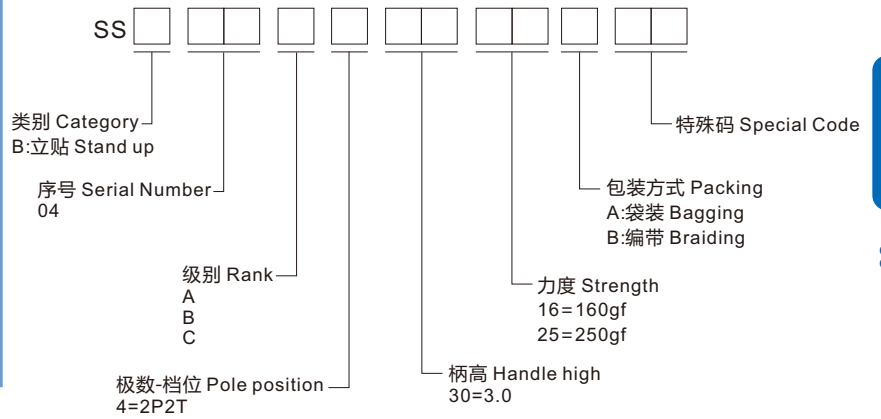 SS
类别 Category
B:立贴 Stand up
序号 Serial Number
04
级别 Rank
A
B
C
极数-档位 Pole position
4=2P2T
柄高 Handle high
30=3.0
力度 Strength
16=160gf
25=250gf
包装方式 Packing
A:袋装 Bagging
B:编带 Braiding
特殊码 Special Code